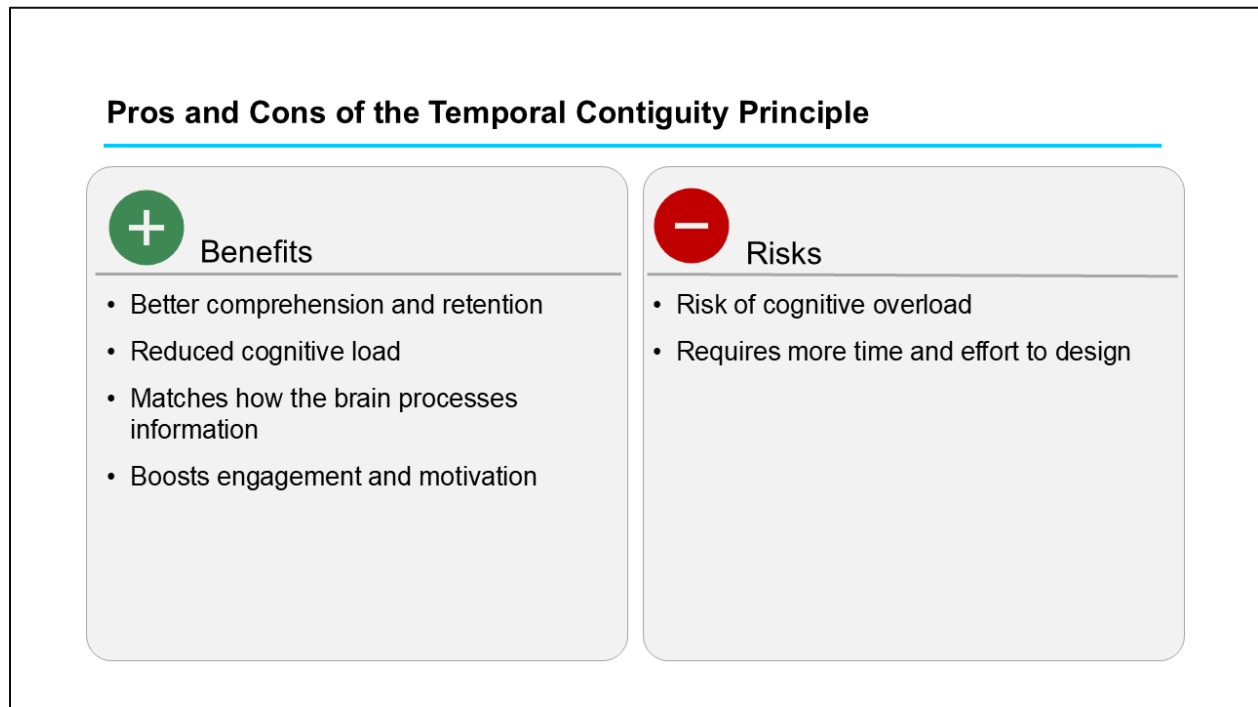 Pros and Cons of the Temporal Contiguity Principle
Benefits
• Better comprehension and retention
• Reduced cognitive load
• Matches how the brain processes
information
• Boosts engagement and motivation
Risks
• Risk of cognitive overload
• Requires more time and effort to design